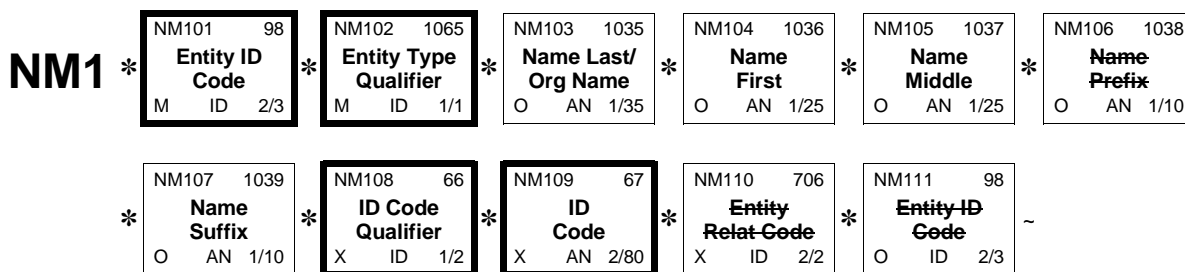 NM101 98 NM102 1065 NM103 1035 NM104 1036 NM105 1037 NM106 1038
NM1 * Entity ID Code * Entity Type Qualifier * Name Last/ Org Name * Name First * Name Middle * Name Prefix
M ID 2/3 M ID 1/1 O AN 1/35 O AN 1/25 O AN 1/25 O AN 1/10
NM107 1039 NM108 66 NM109 67 NM110 706 NM111 98
* Name Suffix * ID Code Qualifier * ID Code * Entity Relat Code * Entity ID Code ~
O AN 1/10 X ID 1/2 X AN 2/80 X ID 2/2 O ID 2/3